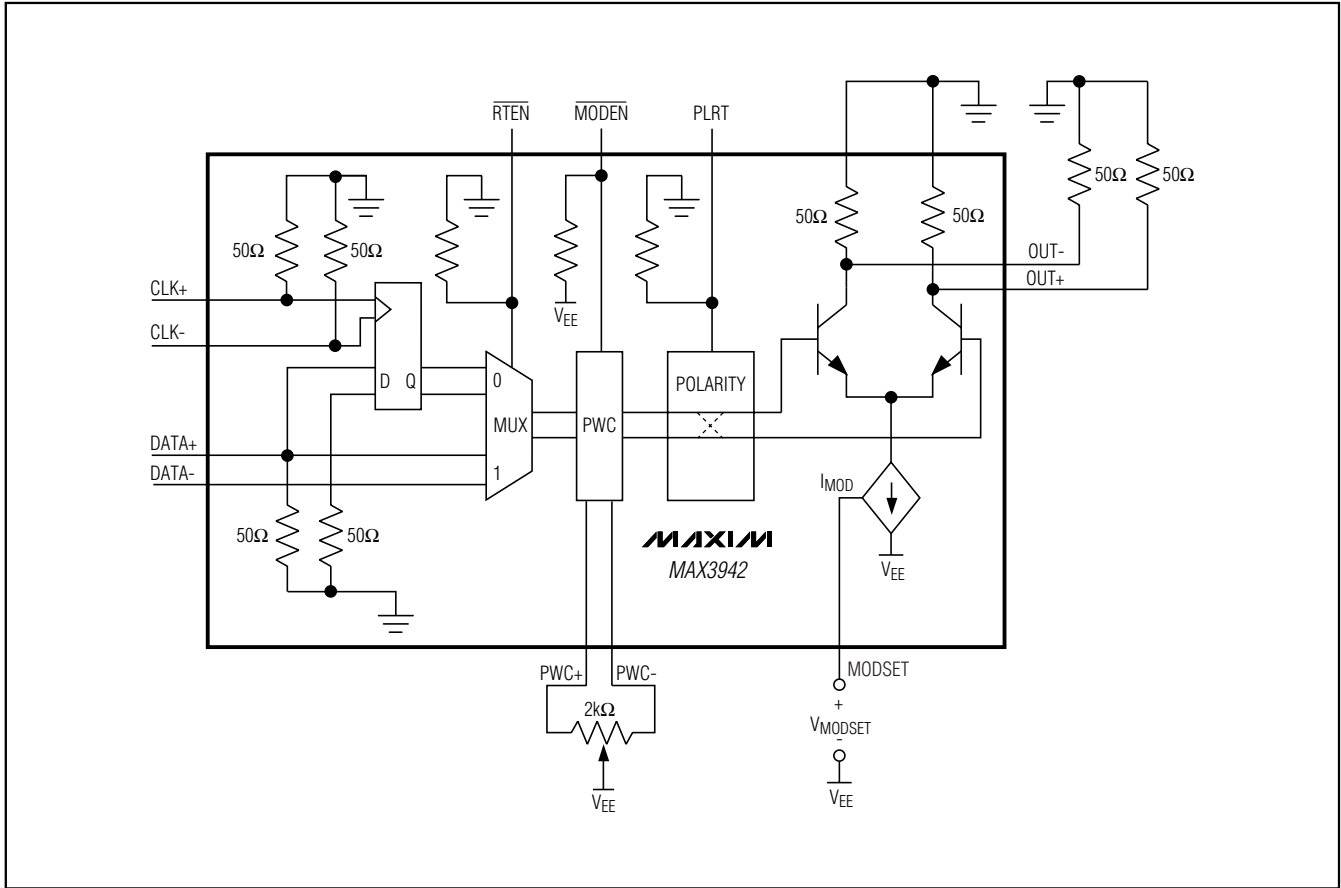 RTEN
MODEN
PLRT
50Ω
50Ω
50Ω
50Ω
50Ω
50Ω
OUT-
OUT+
CLK+
CLK-
VEE
D Q
0
MUX
1
PWC
POLARITY
DATA+
DATA-
50Ω
50Ω
IMOD
VEE
MAXIM
MAX3942
PWC+
PWC-
2kΩ
VEE
MODSET
+
VMODSET
-
VEE